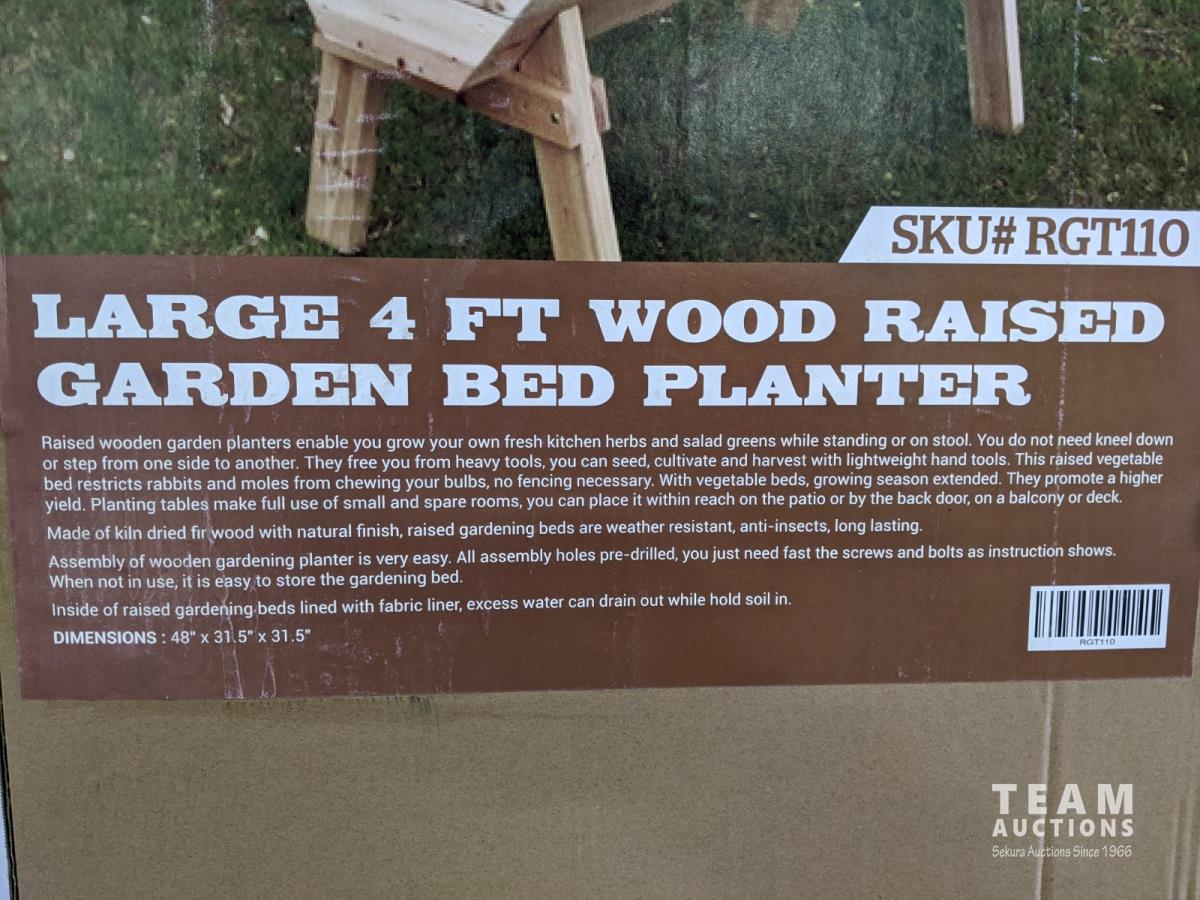 SKU# RGT110
LARGE 4 FT WOOD RAISED
GARDEN BED PLANTER
Raised wooden garden planters enable you grow your own fresh kitchen herbs and salad greens while standing or on stool. You do not need kneel down
or step from one side to another. They free you from heavy tools, you can seed, cultivate and harvest with lightweight hand tools. This raised vegetable
bed restricts rabbits and moles from chewing your bulbs, no fencing necessary. With vegetable beds, growing season extended. They promote a higher
yield. Planting tables make full use of small and spare rooms, you can place it within reach on the patio or by the back door, on a balcony or deck.
Made of kiln dried fir wood with natural finish, raised gardening beds are weather resistant, anti-insects, long lasting.
Assembly of wooden gardening planter is very easy. All assembly holes pre-drilled, you just need fast the screws and bolts as instruction shows.
When not in use, it is easy to store the gardening bed.
Inside of raised gardening beds lined with fabric liner, excess water can drain out while hold soil in.
DIMENSIONS : 48" x 31.5" x 31.5"
RGT110
TEAM
AUCTIONS
Sekura Auctions Since 1966